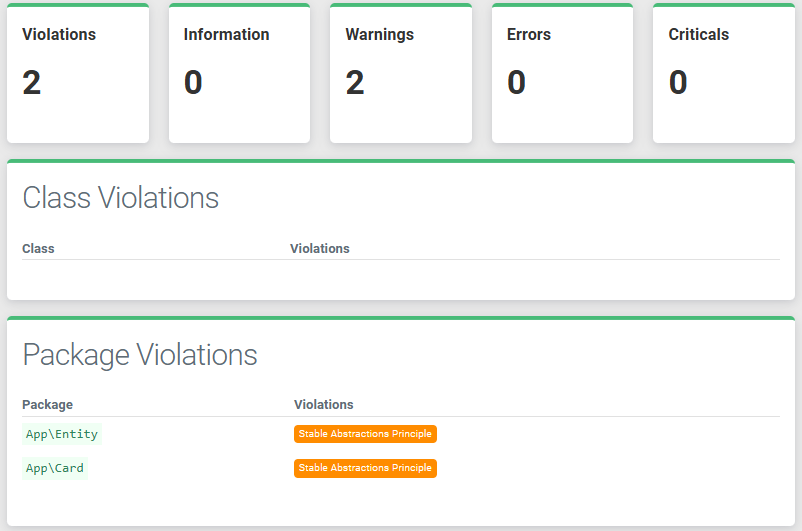 Violations Information Warnings Errors Criticals
2 0 2 0 0
Class Violations
Class Violations
Package Violations
Package Violations
App\Entity Stable Abstractions Principle
App\Card Stable Abstractions Principle